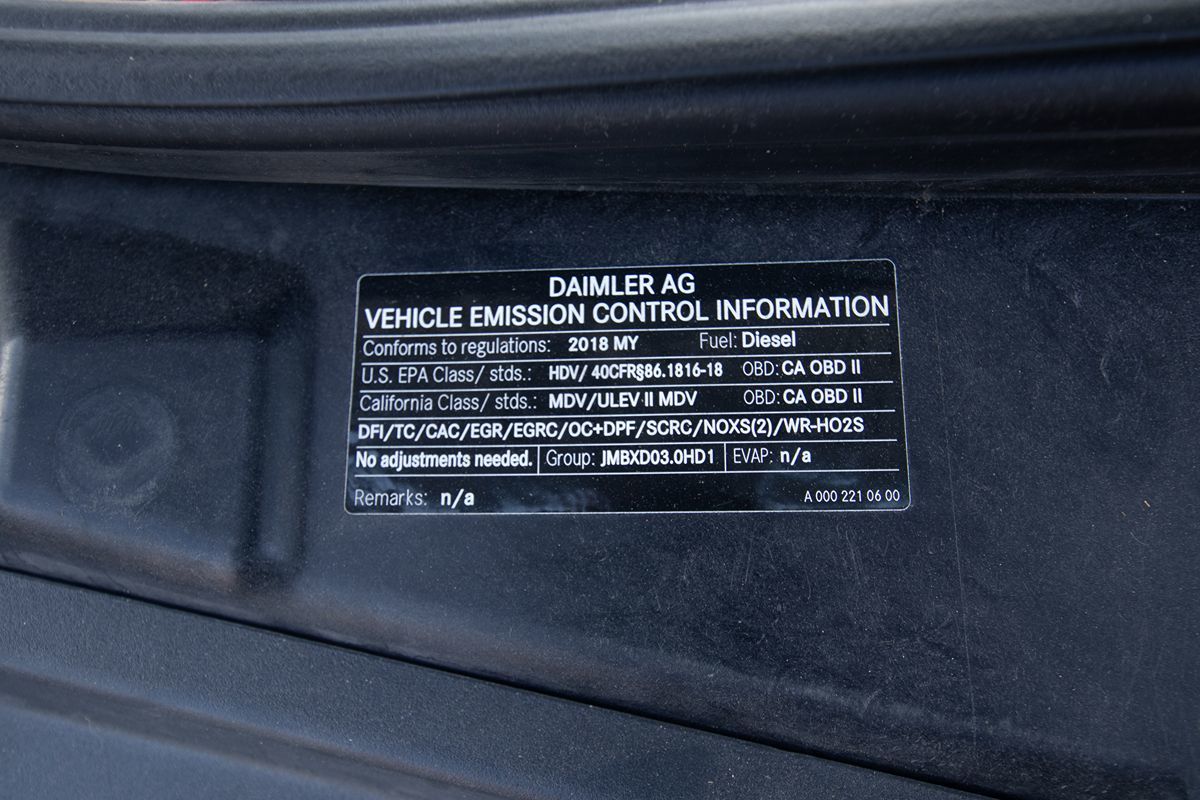 DAIMLER AG
VEHICLE EMISSION CONTROL INFORMATION
Conforms to regulations: 2018 MY Fuel: Diesel
U.S. EPA Class/ stds.: HDV/ 40CFR§86.1816-18 OBD: CA OBD II
California Class/ stds.: MDV/ULEV II MDV OBD: CA OBD II
DFI/TC/CAC/EGR/EGRC/OC+DPF/SCRC/NOXS(2)/WR-HO2S
No adjustments needed. Group: JMBXD03.0HD1 EVAP: n/a
Remarks: n/a A 000 221 06 00